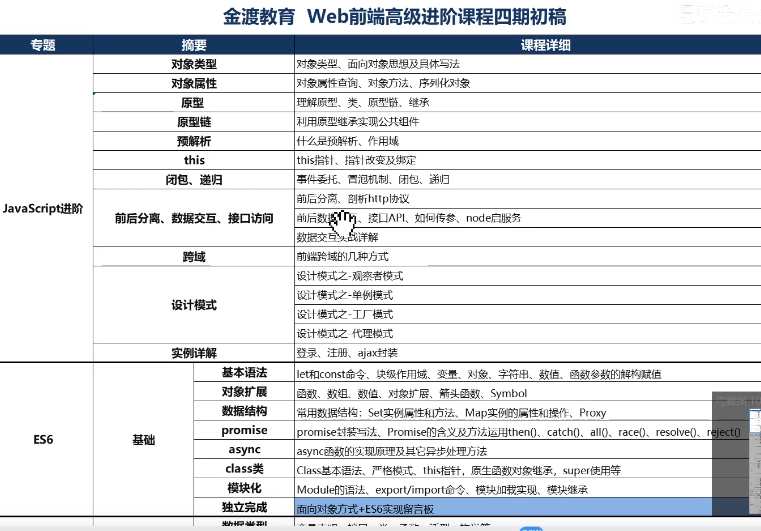 金渡教育 Web前端高级进阶课程四期初稿
专题 摘要 课程详细
JavaScript进阶
对象类型 对象类型、面向对象思想及具体写法
对象属性 对象属性查询、对象方法、序列化对象
原型 理解原型、类、原型链、继承
原型链 利用原型继承实现公共组件
预解析 什么是预解析、作用域
this this指针、指针改变及绑定
闭包、递归 事件委托、冒泡机制、闭包、递归
前后分离、数据交互、接口访问
前后分离、剖析http协议
前后数据 、接口API、如何传参、node启服务
数据交互实战详解
跨域 前端跨域的几种方式
设计模式
设计模式之-观察者模式
设计模式之-单例模式
设计模式之-工厂模式
设计模式之-代理模式
实例详解 登录、注册、ajax封装
ES6 基础
基本语法 let和const命令、块级作用域、变量、对象、字符串、数值、函数参数的解构赋值
对象扩展 函数、数组、数值、对象扩展、箭头函数、Symbol
数据结构 常用数据结构：Set实例属性和方法、Map实例的属性和操作、Proxy
promise promise封装写法、Promise的含义及方法运用then()、catch()、all()、race()、resolve()、reject()
async async函数的实现原理及其它异步处理方法
class类 Class基本语法、严格模式、this指针，原生函数对象继承，super使用等
模块化 Module的语法、export/import命令、模块加载实现、模块继承
独立完成 面向对象方式+ES6实现留言板